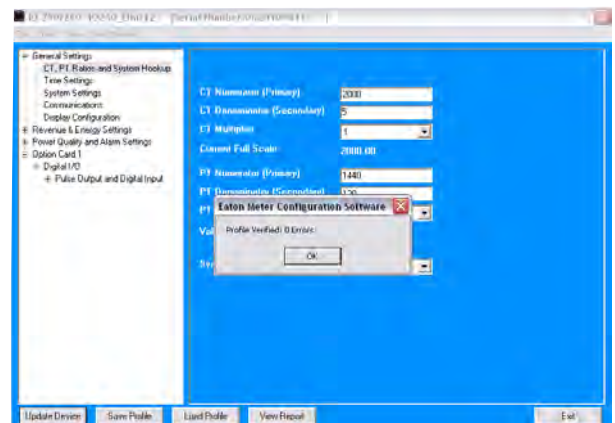 General Settings
CT, PT Ratios and System Hookup
Time Settings
System Settings
Communications
Display Configuration
Revenue & Energy Settings
Power Quality and Alarm Settings
Option Card 1
Digital I/O
Pulse Output and Digital Input
CT Numerator (Primary) 2000
CT Denominator (Secondary) 5
CT Multiplier 1
Current Full Scale 2000.00
PT Numerator (Primary) 1440
PT Denominator (Secondary) 120
PT
Eaton Meter Configuration Software
Profile Verified: 0 Errors.
OK
Update Device
Save Profile
Load Profile
View Report
Exit